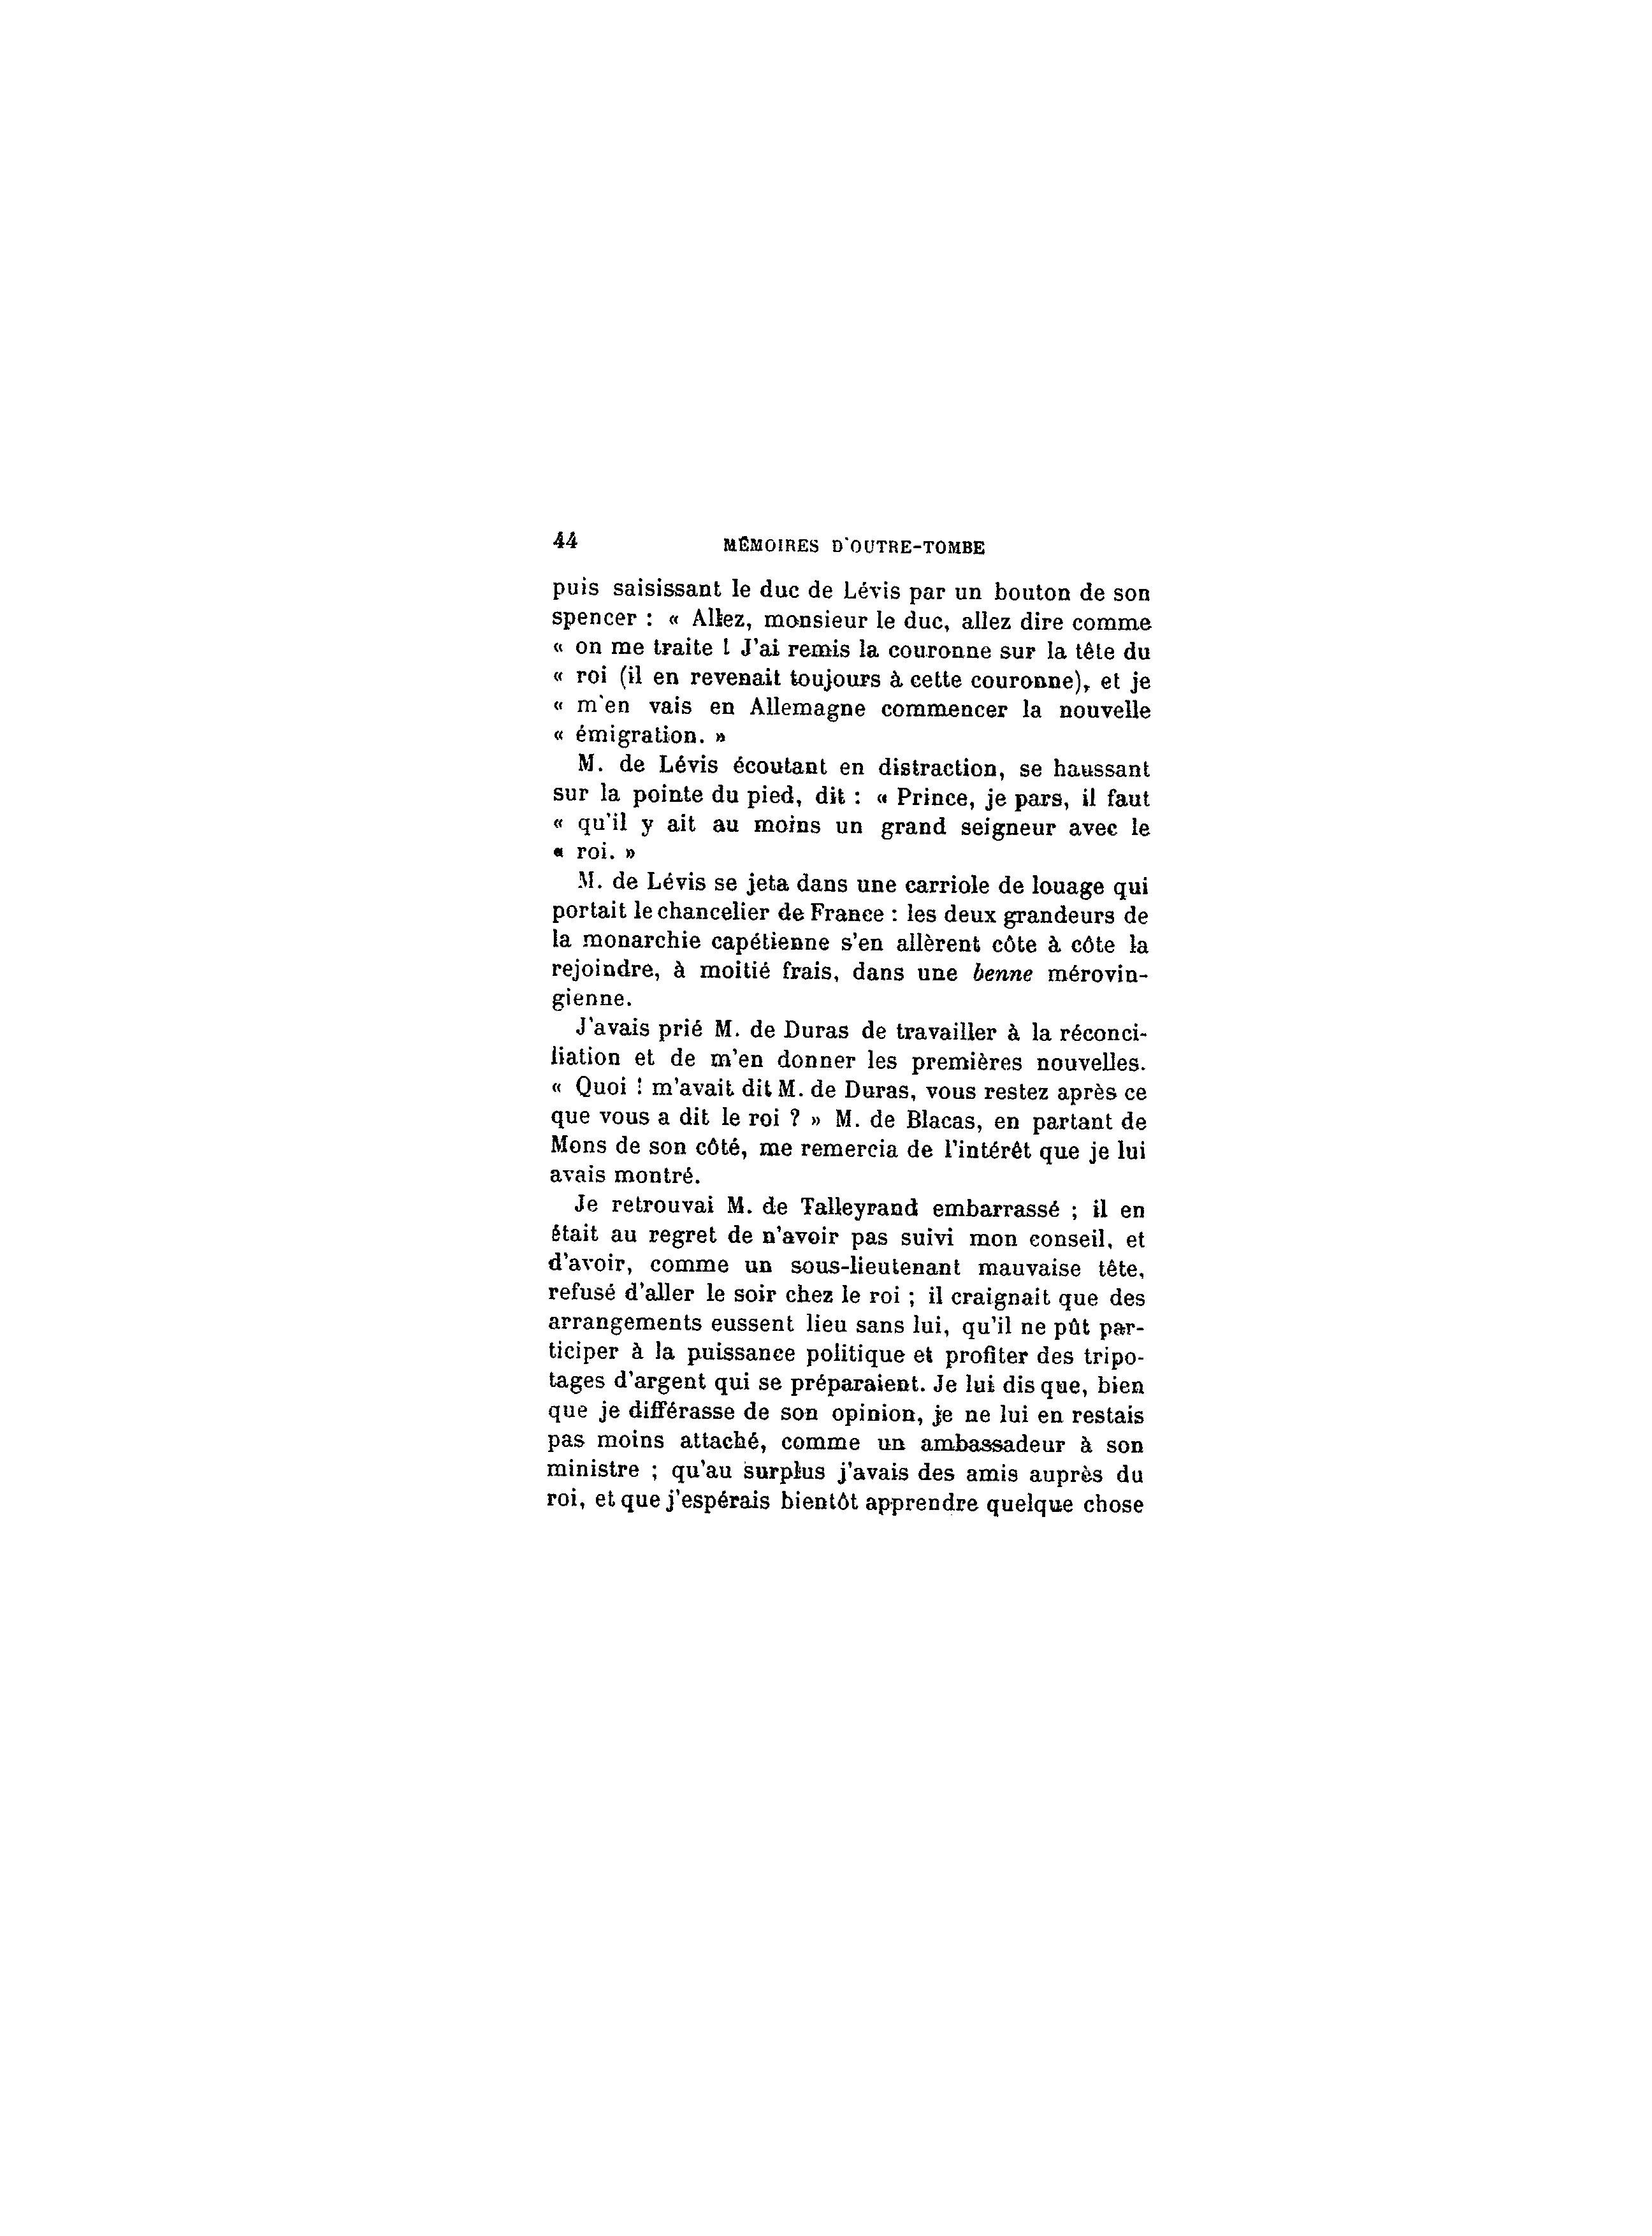 44 MÉMOIRES D'OUTRE-TOMBE
puis saisissant le duc de Lévis par un bouton de son
spencer : « Allez, monsieur le duc, allez dire comme
« on me traite ! J'ai remis la couronne sur la tête du
« roi (il en revenait toujours à cette couronne), et je
« m'en vais en Allemagne commencer la nouvelle
« émigration. »
M. de Lévis écoutant en distraction, se haussant
sur la pointe du pied, dit : « Prince, je pars, il faut
« qu'il y ait au moins un grand seigneur avec le
« roi. »
M. de Lévis se jeta dans une carriole de louage qui
portait le chancelier de France : les deux grandeurs de
la monarchie capétienne s'en allèrent côte à côte la
rejoindre, à moitié frais, dans une benne mérovin-
gienne.
J'avais prié M. de Duras de travailler à la réconci-
liation et de m'en donner les premières nouvelles.
« Quoi ! m'avait dit M. de Duras, vous restez après ce
que vous a dit le roi ? » M. de Blacas, en partant de
Mons de son côté, me remercia de l'intérêt que je lui
avais montré.
Je retrouvai M. de Talleyrand embarrassé ; il en
était au regret de n'avoir pas suivi mon conseil, et
d'avoir, comme un sous-lieutenant mauvaise tête,
refusé d'aller le soir chez le roi ; il craignait que des
arrangements eussent lieu sans lui, qu'il ne pût par-
ticiper à la puissance politique et profiter des tripo-
tages d'argent qui se préparaient. Je lui dis que, bien
que je différasse de son opinion, je ne lui en restais
pas moins attaché, comme un ambassadeur à son
ministre ; qu'au surplus j'avais des amis auprès du
roi, et que j'espérais bientôt apprendre quelque chose